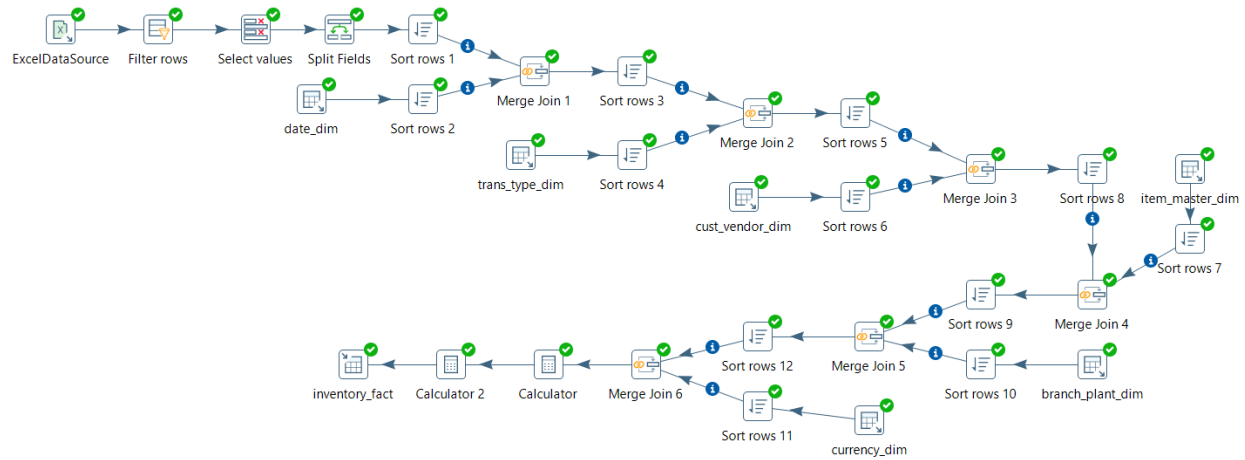 ExcelDataSource
Filter rows
Select values
Split Fields
Sort rows 1
date_dim
Sort rows 2
Merge Join 1
Sort rows 3
trans_type_dim
Sort rows 4
Merge Join 2
Sort rows 5
cust_vendor_dim
Sort rows 6
Merge Join 3
Sort rows 8
item_master_dim
Sort rows 7
Merge Join 4
Sort rows 9
branch_plant_dim
Sort rows 10
Merge Join 5
Sort rows 12
currency_dim
Sort rows 11
Merge Join 6
Calculator
Calculator 2
inventory_fact